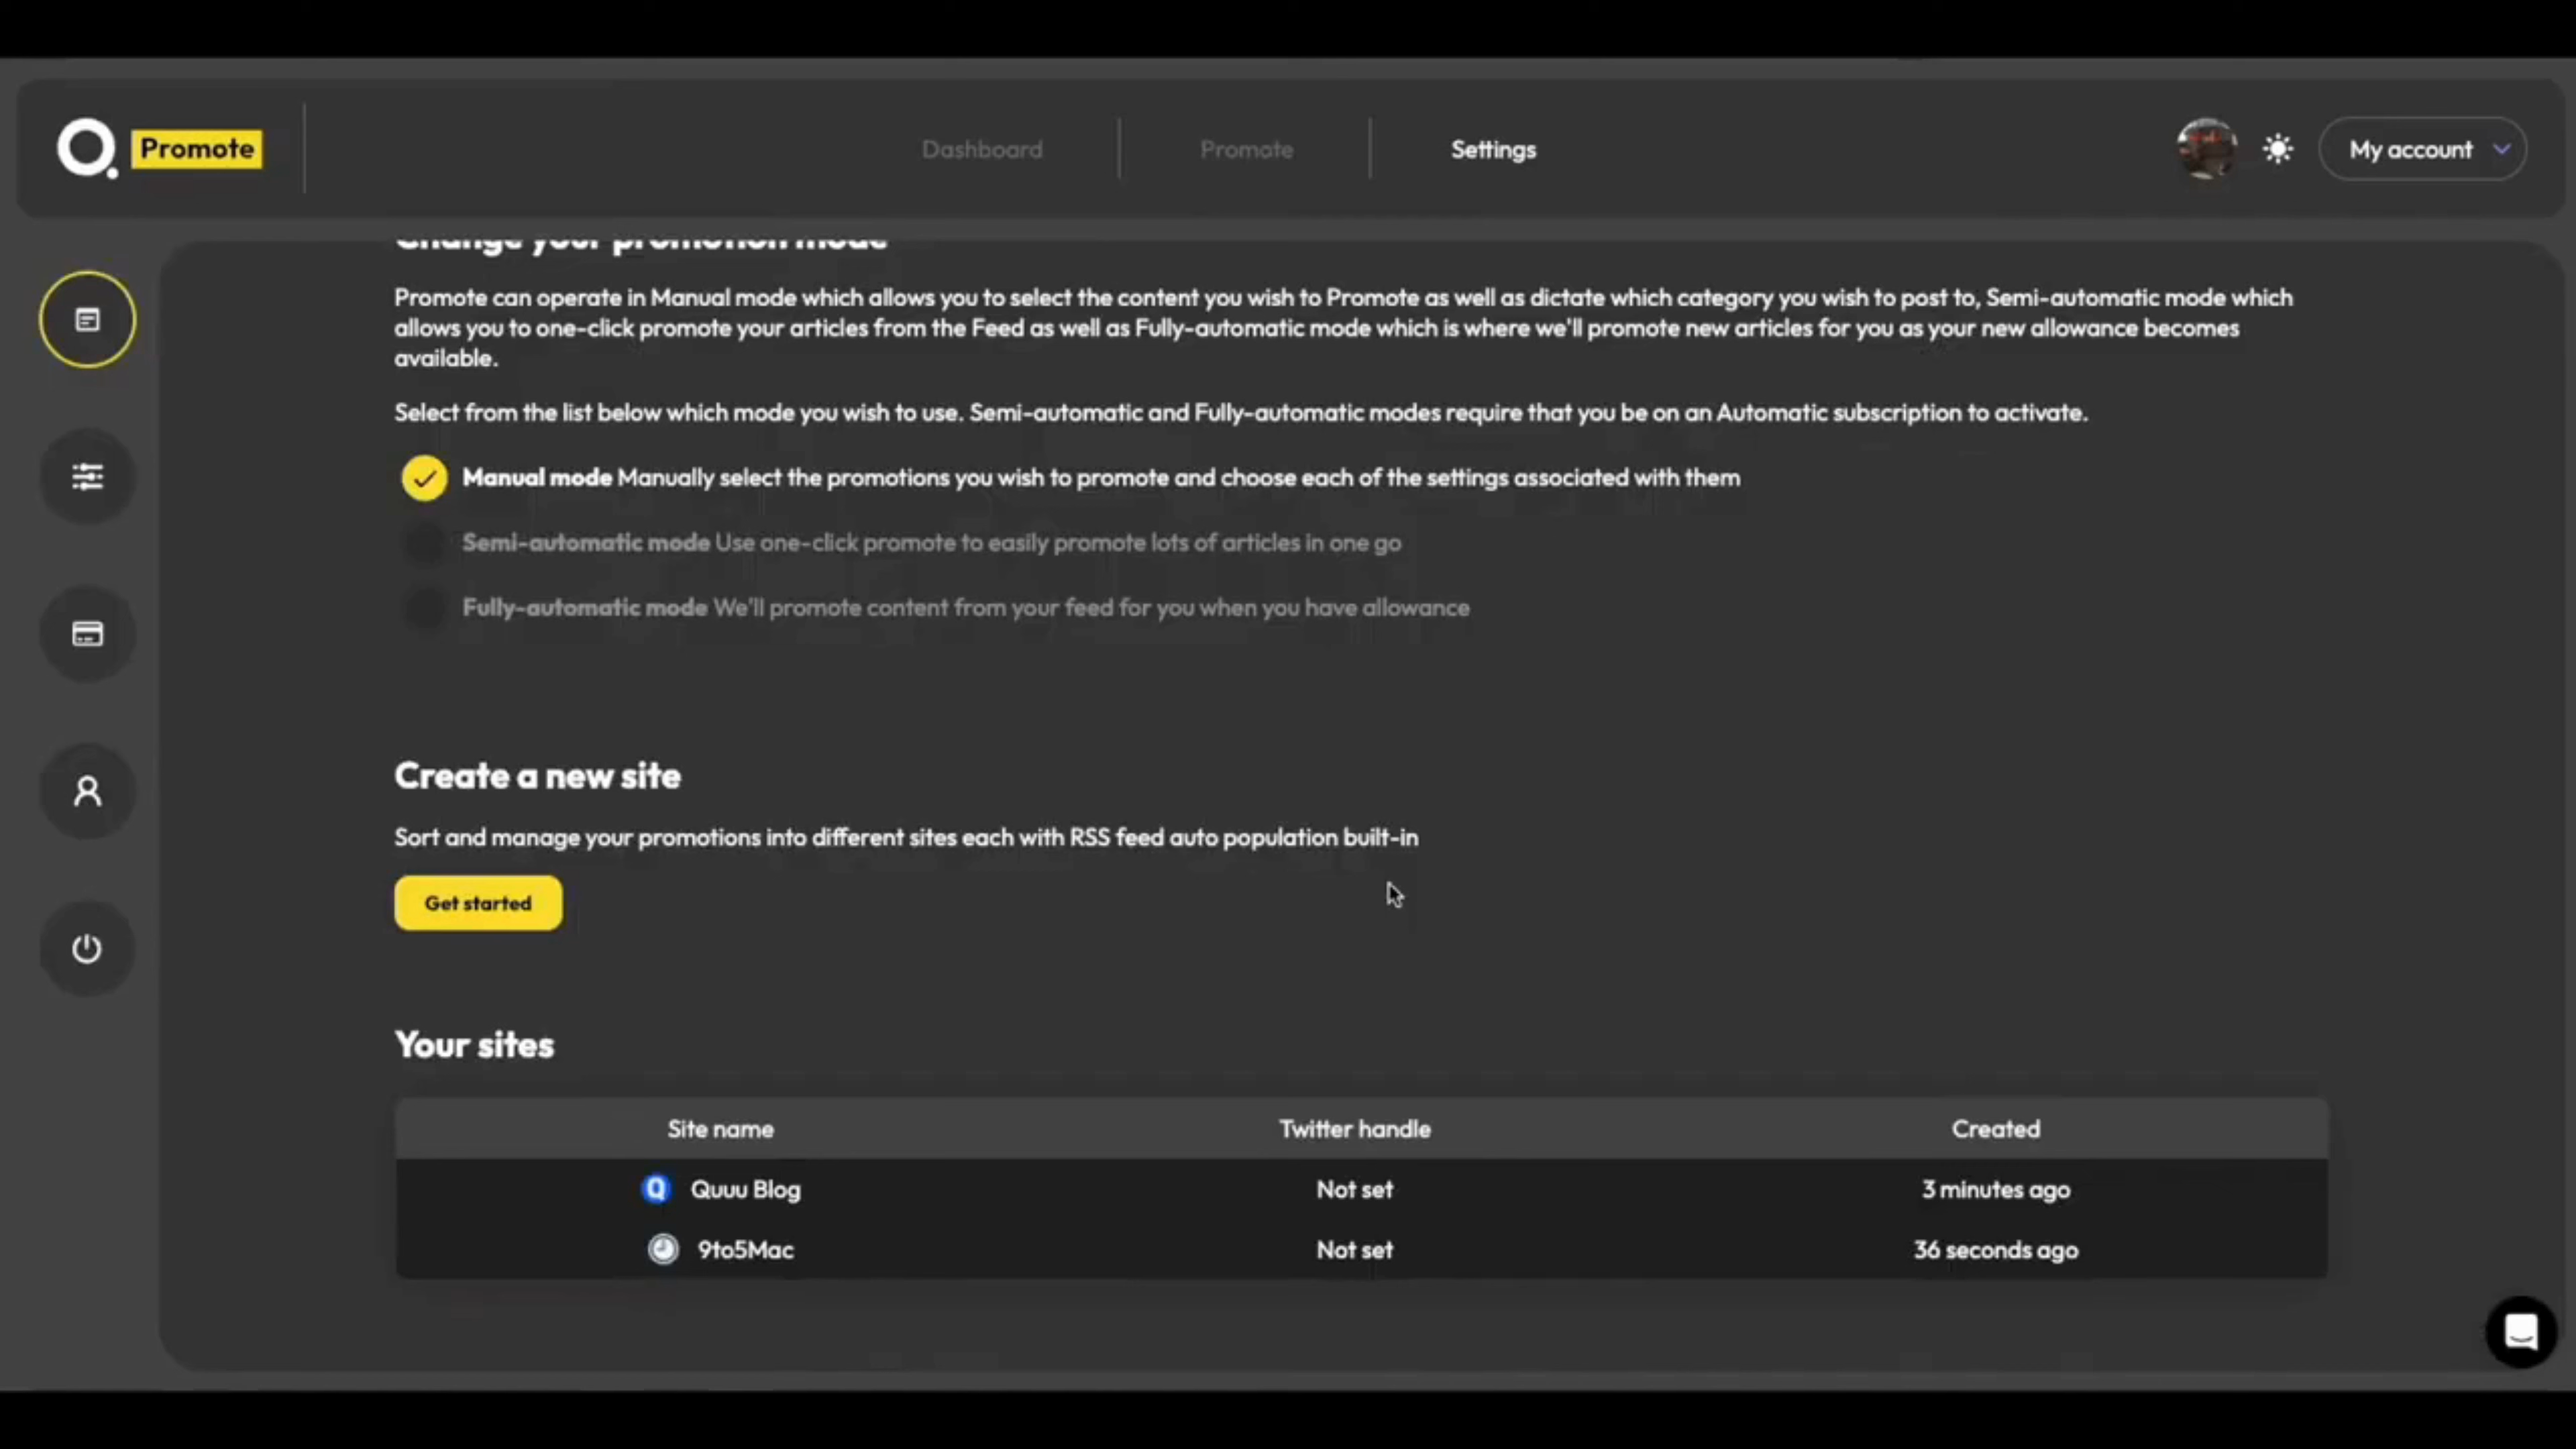 Q. Promote
Dashboard
Promote
Settings
My account
Change your promotion mode
Promote can operate in Manual mode which allows you to select the content you wish to Promote as well as dictate which category you wish to post to, Semi-automatic mode which
allows you to one-click promote your articles from the Feed as well as Fully-automatic mode which is where we'll promote new articles for you as your new allowance becomes
available.
Select from the list below which mode you wish to use. Semi-automatic and Fully-automatic modes require that you be on an Automatic subscription to activate.
Manual mode Manually select the promotions you wish to promote and choose each of the settings associated with them
Semi-automatic mode Use one-click promote to easily promote lots of articles in one go
Fully-automatic mode We'll promote content from your feed for you when you have allowance
Create a new site
Sort and manage your promotions into different sites each with RSS feed auto population built-in
Get started
Your sites
Site name Twitter handle Created
Q Quuu Blog Not set 3 minutes ago
9to5Mac Not set 36 seconds ago